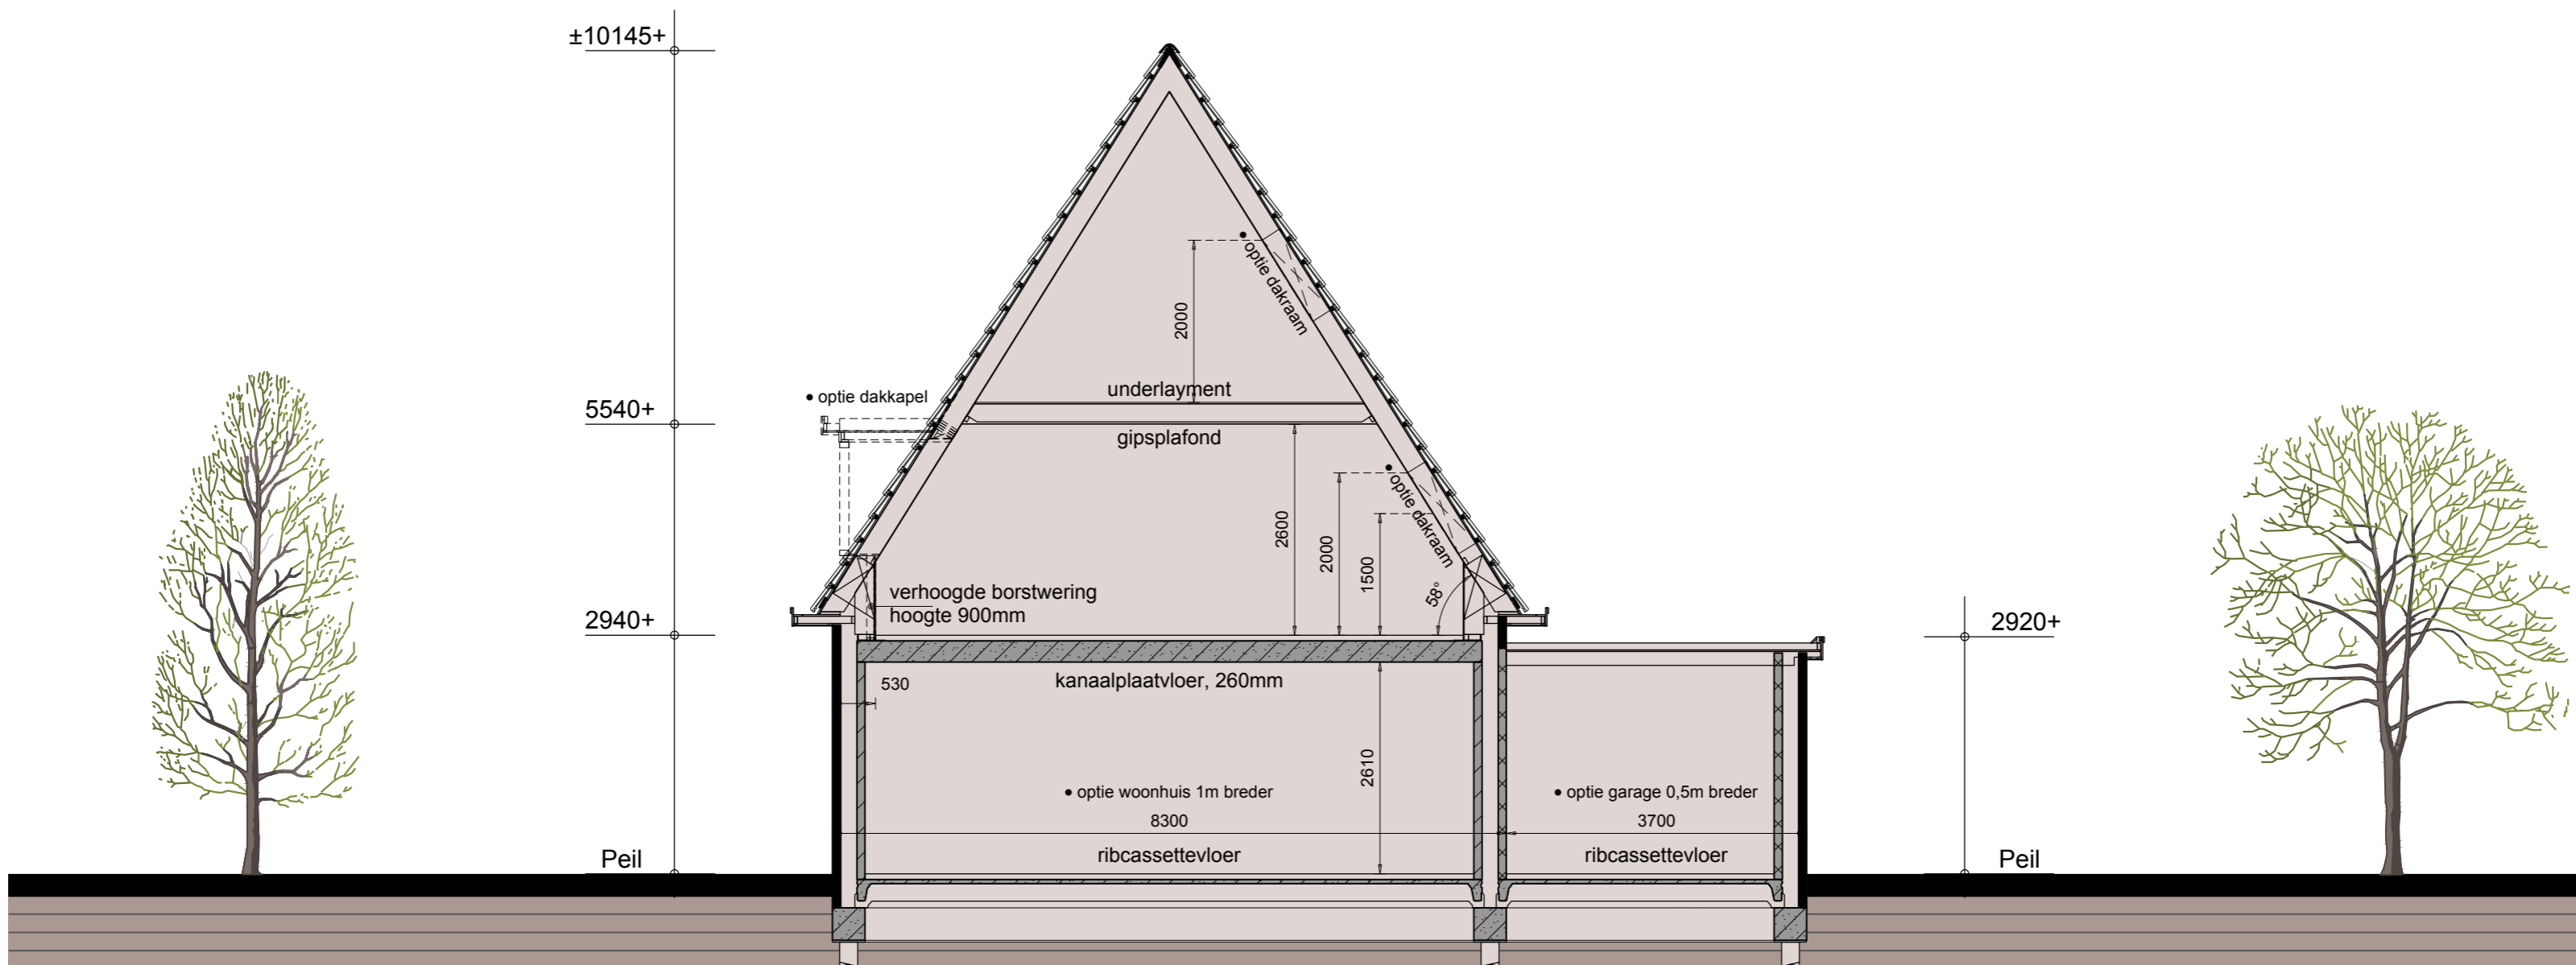 ±10145+
• optie dakraam
2000
underlayment
• optie dakkapel
5540+
gipsplafond
• optie dakraam
2600
2000
1500
58°
verhoogde borstwering
hoogte 900mm
2940+
2920+
530
kanaalplaatvloer, 260mm
2610
• optie woonhuis 1m breder
• optie garage 0,5m breder
8300
3700
Peil
ribcassettevloer
ribcassettevloer
Peil